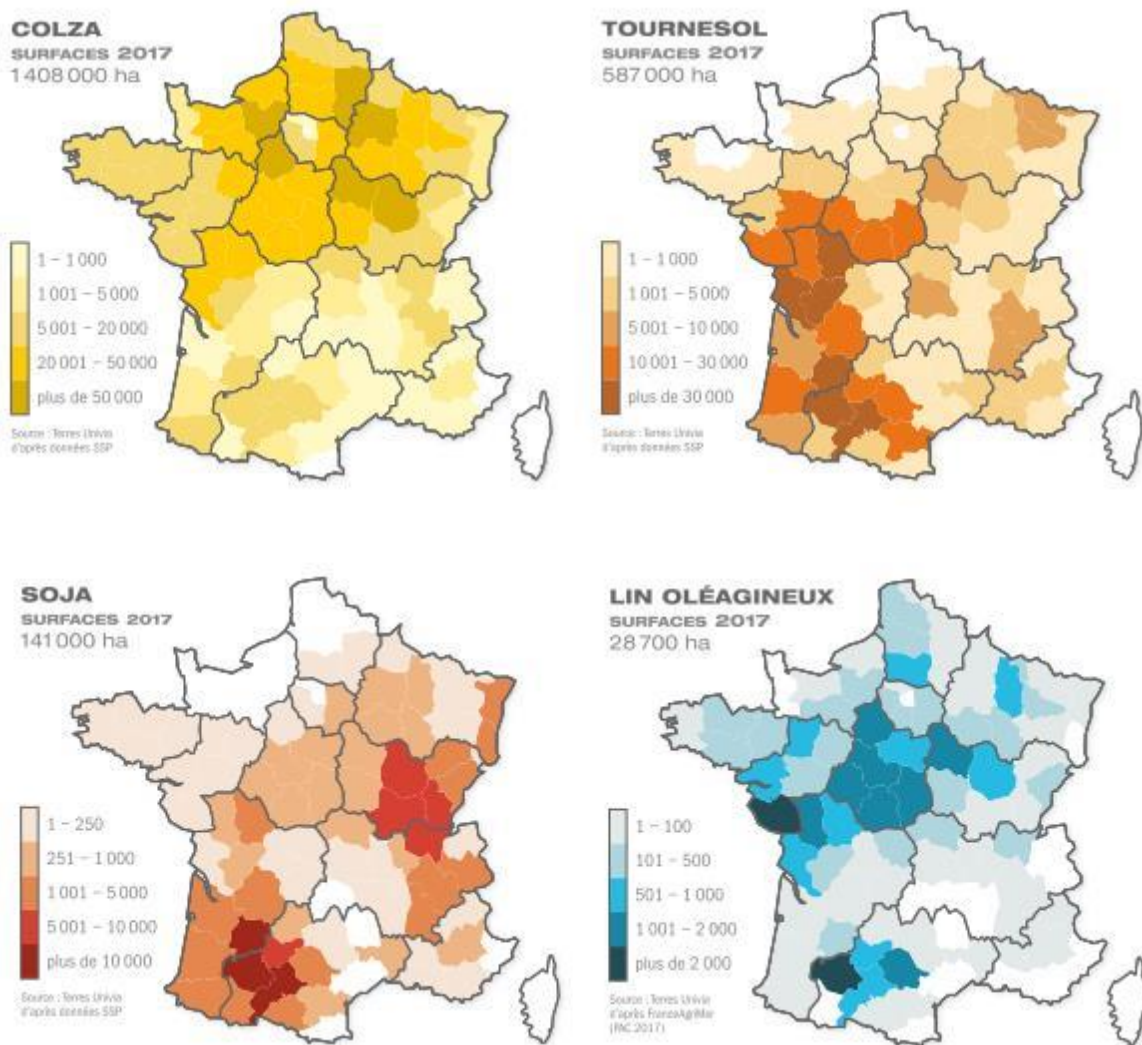 COLZA
SURFACES 2017
1 408 000 ha
1 – 1 000
1 001 – 5 000
5 001 – 20 000
20 001 – 50 000
plus de 50 000
Source : Terres Univia
d'après données SSP
TOURNESOL
SURFACES 2017
587 000 ha
1 – 1 000
1 001 – 5 000
5 001 – 10 000
10 001 – 30 000
plus de 30 000
Source : Terres Univia
d'après données SSP
SOJA
SURFACES 2017
141 000 ha
1 – 250
251 – 1 000
1 001 – 5 000
5 001 – 10 000
plus de 10 000
Source : Terres Univia
d'après données SSP
LIN OLÉAGINEUX
SURFACES 2017
28 700 ha
1 – 100
101 – 500
501 – 1 000
1 001 – 2 000
plus de 2 000
Source : Terres Univia
d'après FranceAgriMer
(PAC 2017)